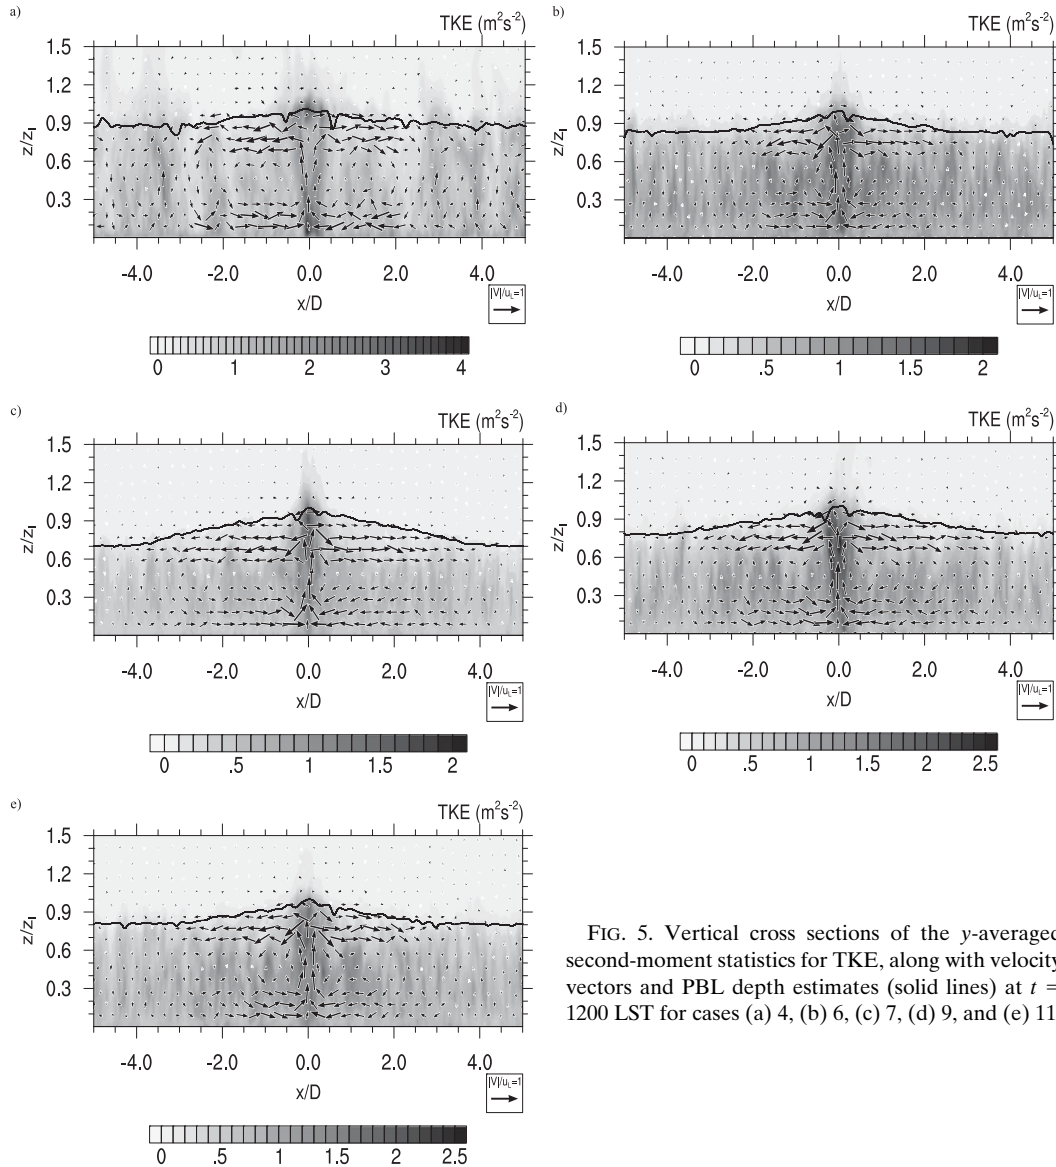 a)
TKE (m²s⁻²)
1.5
1.2
0.9
0.6
0.3
z/z_I
-4.0 -2.0 0.0 2.0 4.0
x/D
|V|/u_L=1
0 1 2 3 4
b)
TKE (m²s⁻²)
1.5
1.2
0.9
0.6
0.3
z/z_I
-4.0 -2.0 0.0 2.0 4.0
x/D
|V|/u_L=1
0 .5 1 1.5 2
c)
TKE (m²s⁻²)
1.5
1.2
0.9
0.6
0.3
z/z_I
-4.0 -2.0 0.0 2.0 4.0
x/D
|V|/u_L=1
0 .5 1 1.5 2
d)
TKE (m²s⁻²)
1.5
1.2
0.9
0.6
0.3
z/z_I
-4.0 -2.0 0.0 2.0 4.0
x/D
|V|/u_L=1
0 .5 1 1.5 2 2.5
e)
TKE (m²s⁻²)
1.5
1.2
0.9
0.6
0.3
z/z_I
-4.0 -2.0 0.0 2.0 4.0
x/D
|V|/u_L=1
0 .5 1 1.5 2 2.5
FIG. 5. Vertical cross sections of the y-averaged
second-moment statistics for TKE, along with velocity
vectors and PBL depth estimates (solid lines) at t =
1200 LST for cases (a) 4, (b) 6, (c) 7, (d) 9, and (e) 11